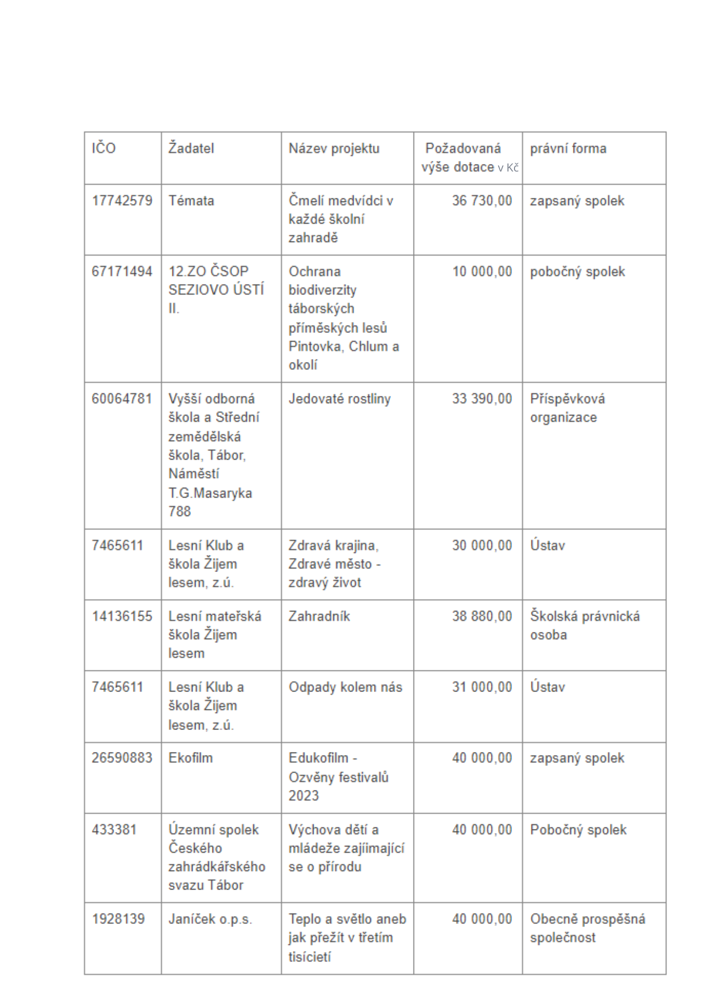 IČO Žadatel Název projektu Požadovaná právní forma
výše dotace v Kč
17742579 Témata Čmelí medvídci v 36 730,00 zapsaný spolek
každé školní
zahradě
67171494 12.ZO ČSOP Ochrana 10 000,00 pobočný spolek
SEZIOVO ÚSTÍ biodiverzity
II. táborských
příměských lesů
Pintovka, Chlum a
okolí
60064781 Vyšší odborná Jedovaté rostliny 33 390,00 Příspěvková
škola a Střední organizace
zemědělská
škola, Tábor,
Náměstí
T.G.Masaryka
788
7465611 Lesní Klub a Zdravá krajina, 30 000,00 Ústav
škola Žijem Zdravé město -
lesem, z.ú. zdravý život
14136155 Lesní mateřská Zahradník 38 880,00 Školská právnická
škola Žijem osoba
lesem
7465611 Lesní Klub a Odpady kolem nás 31 000,00 Ústav
škola Žijem
lesem, z.ú.
26590883 Ekofilm Edukofilm - 40 000,00 zapsaný spolek
Ozvěny festivalů
2023
433381 Územní spolek Výchova dětí a 40 000,00 Pobočný spolek
Českého mládeže zajíimající
zahrádkářského se o přírodu
svazu Tábor
1928139 Janíček o.p.s. Teplo a světlo aneb 40 000,00 Obecně prospěšná
jak přežít v třetím společnost
tisícietí